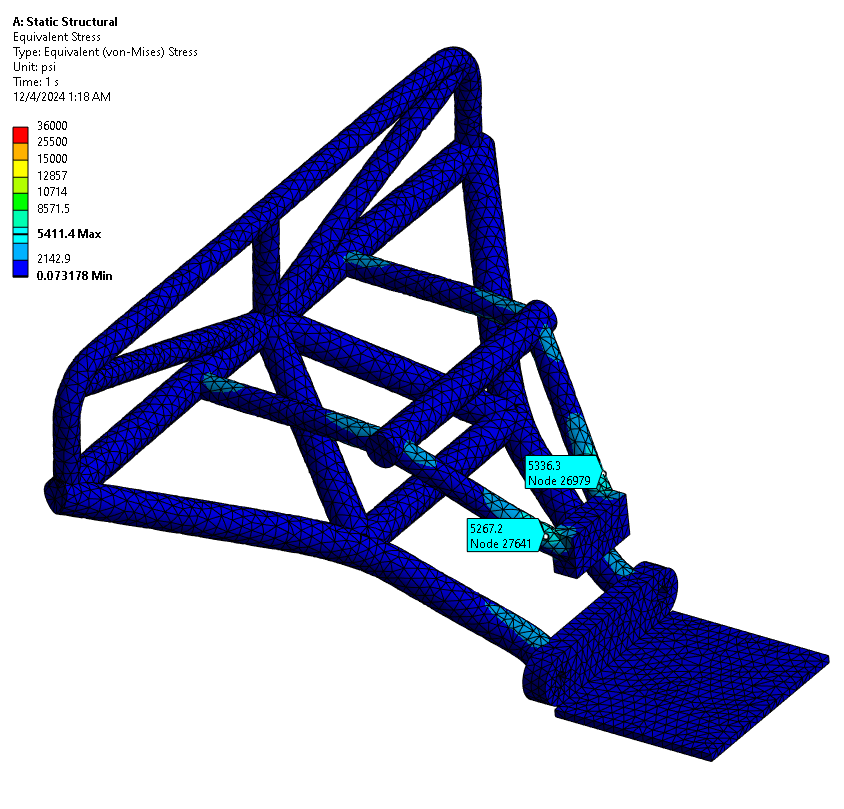 A: Static Structural
Equivalent Stress
Type: Equivalent (von-Mises) Stress
Unit: psi
Time: 1 s
12/4/2024 1:18 AM
36000
25500
15000
12857
10714
8571.5
5411.4 Max
2142.9
0.073178 Min
5336.3
Node 26979
5267.2
Node 27641